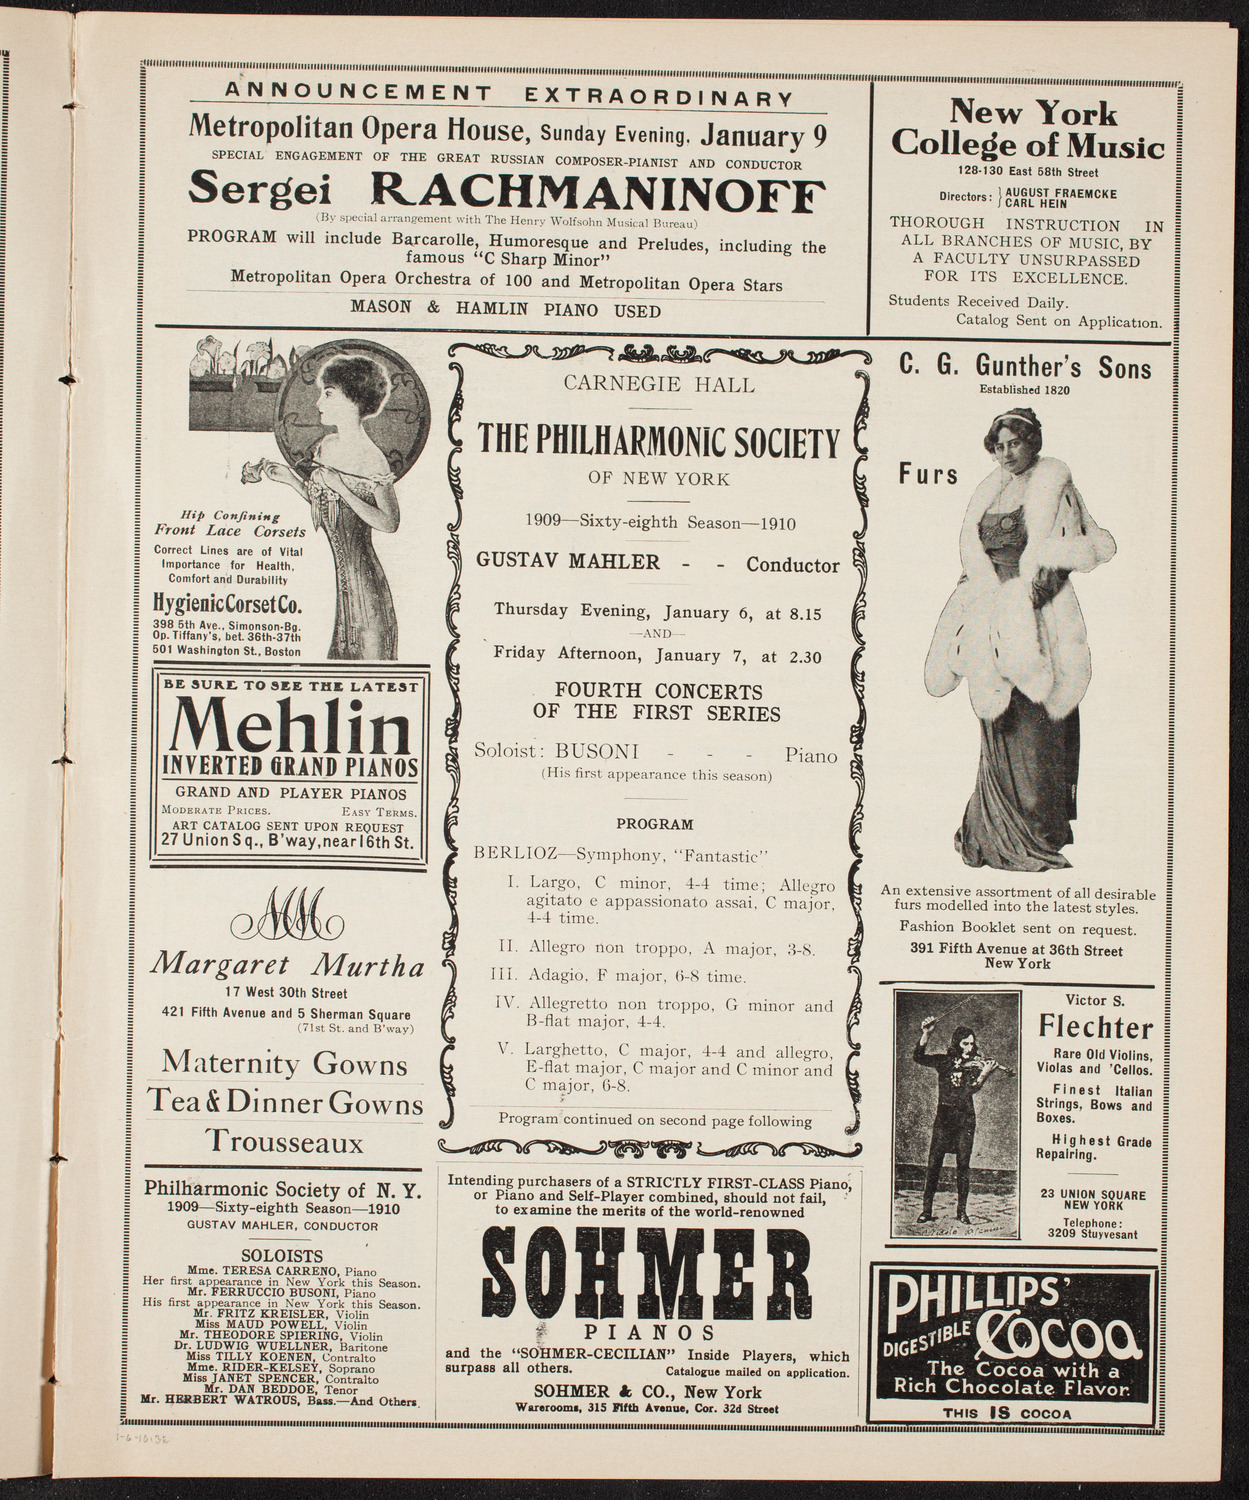 ANNOUNCEMENT EXTRAORDINARY
Metropolitan Opera House, Sunday Evening, January 9
SPECIAL ENGAGEMENT OF THE GREAT RUSSIAN COMPOSER-PIANIST AND CONDUCTOR
Sergei RACHMANINOFF
(By special arrangement with The Henry Wolfsohn Musical Bureau)
PROGRAM will include Barcarolle, Humoresque and Preludes, including the
famous "C Sharp Minor"
Metropolitan Opera Orchestra of 100 and Metropolitan Opera Stars
MASON & HAMLIN PIANO USED
New York
College of Music
128-130 East 58th Street
Directors: } AUGUST FRAEMCKE
CARL HEIN
THOROUGH INSTRUCTION IN
ALL BRANCHES OF MUSIC, BY
A FACULTY UNSURPASSED
FOR ITS EXCELLENCE.
Students Received Daily.
Catalog Sent on Application.
Hip Confining
Front Lace Corsets
Correct Lines are of Vital
Importance for Health,
Comfort and Durability
Hygienic Corset Co.
398 5th Ave., Simonson-Bg.
Op. Tiffany's, bet. 36th-37th
501 Washington St., Boston
BE SURE TO SEE THE LATEST
Mehlin
INVERTED GRAND PIANOS
GRAND AND PLAYER PIANOS
MODERATE PRICES. EASY TERMS.
ART CATALOG SENT UPON REQUEST
27 Union Sq., B'way, near 16th St.
MM
Margaret Murtha
17 West 30th Street
421 Fifth Avenue and 5 Sherman Square
(71st St. and B'way)
Maternity Gowns
Tea & Dinner Gowns
Trousseaux
Philharmonic Society of N. Y.
1909—Sixty-eighth Season—1910
GUSTAV MAHLER, CONDUCTOR
SOLOISTS
Mme. TERESA CARRENO, Piano
Her first appearance in New York this Season.
Mr. FERRUCCIO BUSONI, Piano
His first appearance in New York this Season.
Mr. FRITZ KREISLER, Violin
Miss MAUD POWELL, Violin
Mr. THEODORE SPIERING, Violin
Dr. LUDWIG WUELLNER, Baritone
Miss TILLY KOENEN, Contralto
Mme. RIDER-KELSEY, Soprano
Miss JANET SPENCER, Contralto
Mr. DAN BEDDOE, Tenor
Mr. HERBERT WATROUS, Bass.—And Others.
CARNEGIE HALL
THE PHILHARMONIC SOCIETY
OF NEW YORK
1909—Sixty-eighth Season—1910
GUSTAV MAHLER - - Conductor
Thursday Evening, January 6, at 8.15
—AND—
Friday Afternoon, January 7, at 2.30
FOURTH CONCERTS
OF THE FIRST SERIES
Soloist: BUSONI - - - Piano
(His first appearance this season)
PROGRAM
BERLIOZ—Symphony, "Fantastic"
I. Largo, C minor, 4-4 time; Allegro
agitato e appassionato assai, C major,
4-4 time.
II. Allegro non troppo, A major, 3-8.
III. Adagio, F major, 6-8 time.
IV. Allegretto non troppo, G minor and
B-flat major, 4-4.
V. Larghetto, C major, 4-4 and allegro,
E-flat major, C major and C minor and
C major, 6-8.
Program continued on second page following
Intending purchasers of a STRICTLY FIRST-CLASS Piano,
or Piano and Self-Player combined, should not fail,
to examine the merits of the world-renowned
SOHMER
PIANOS
and the "SOHMER-CECILIAN" Inside Players, which
surpass all others. Catalogue mailed on application.
SOHMER & CO., New York
Warerooms, 315 Fifth Avenue, Cor. 32d Street
C. G. Gunther's Sons
Established 1820
Furs
An extensive assortment of all desirable
furs modelled into the latest styles.
Fashion Booklet sent on request.
391 Fifth Avenue at 36th Street
New York
Victor S.
Flechter
Rare Old Violins,
Violas and 'Cellos.
Finest Italian
Strings, Bows and
Boxes.
Highest Grade
Repairing.
23 UNION SQUARE
NEW YORK
Telephone:
3209 Stuyvesant
PHILLIPS'
DIGESTIBLE COCOA
The Cocoa with a
Rich Chocolate Flavor.
THIS IS COCOA